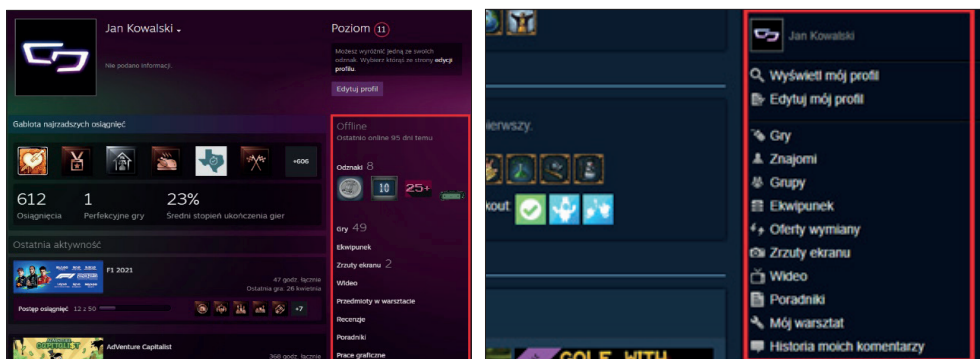 Jan Kowalski
Nie podano informacji.
Poziom 11
Możesz wyróżnić jedną ze swoich
odznak. Wybierz którąś ze strony edycji
profilu.
Edytuj profil
Gablota najrzadszych osiągnięć
+606
612
Osiągnięcia
1
Perfekcyjne gry
23%
Średni stopień ukończenia gier
Ostatnia aktywność
F1 2021
47 godz. łącznie
Ostatnia gra: 26 kwietnia
Postęp osiągnięć 12 z 50
+7
AdVenture Capitalist
368 godz. łącznie
Offline
Ostatnio online 95 dni temu
Odznaki 8
10
25+
Gry 49
Ekwipunek
Zrzuty ekranu 2
Wideo
Przedmioty w warsztacie
Recenzje
Poradniki
Prace graficzne
pierwszy.
kout
GOLF WITH
Jan Kowalski
Wyświetl mój profil
Edytuj mój profil
Gry
Znajomi
Grupy
Ekwipunek
Oferty wymiany
Zrzuty ekranu
Wideo
Poradniki
Mój warsztat
Historia moich komentarzy